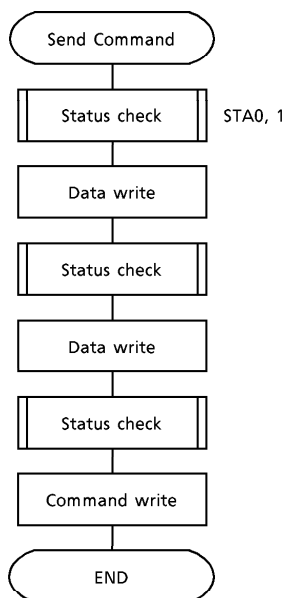 Send Command
Status check
STA0, 1
Data write
Status check
Data write
Status check
Command write
END